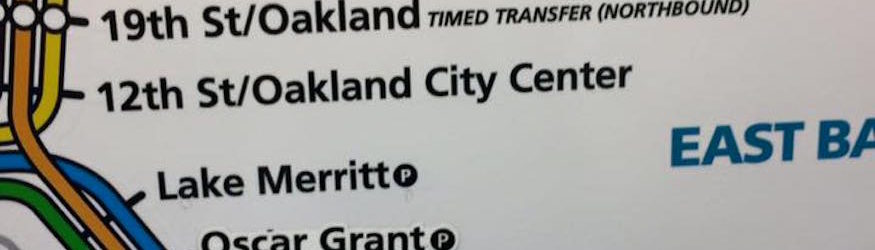 19th St/Oakland TIMED TRANSFER (NORTHBOUND)
12th St/Oakland City Center
EAST BA
Lake Merritt P
Oscar Grant P